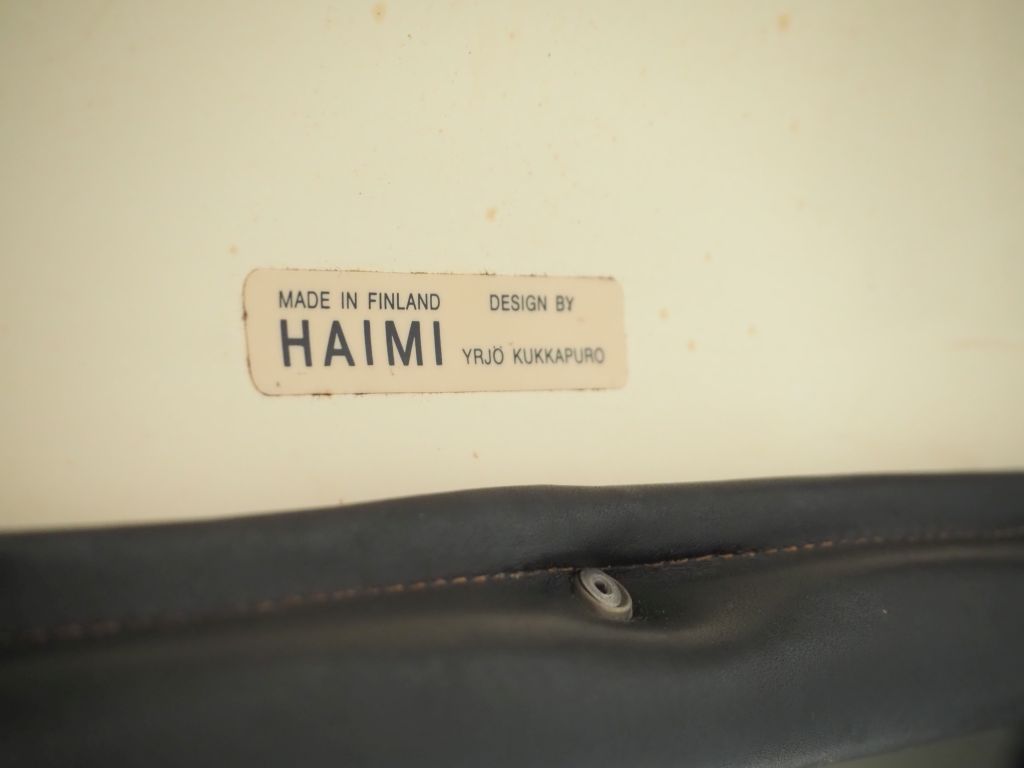 MADE IN FINLAND
HAIMI
DESIGN BY
YRJÖ KUKKAPURO